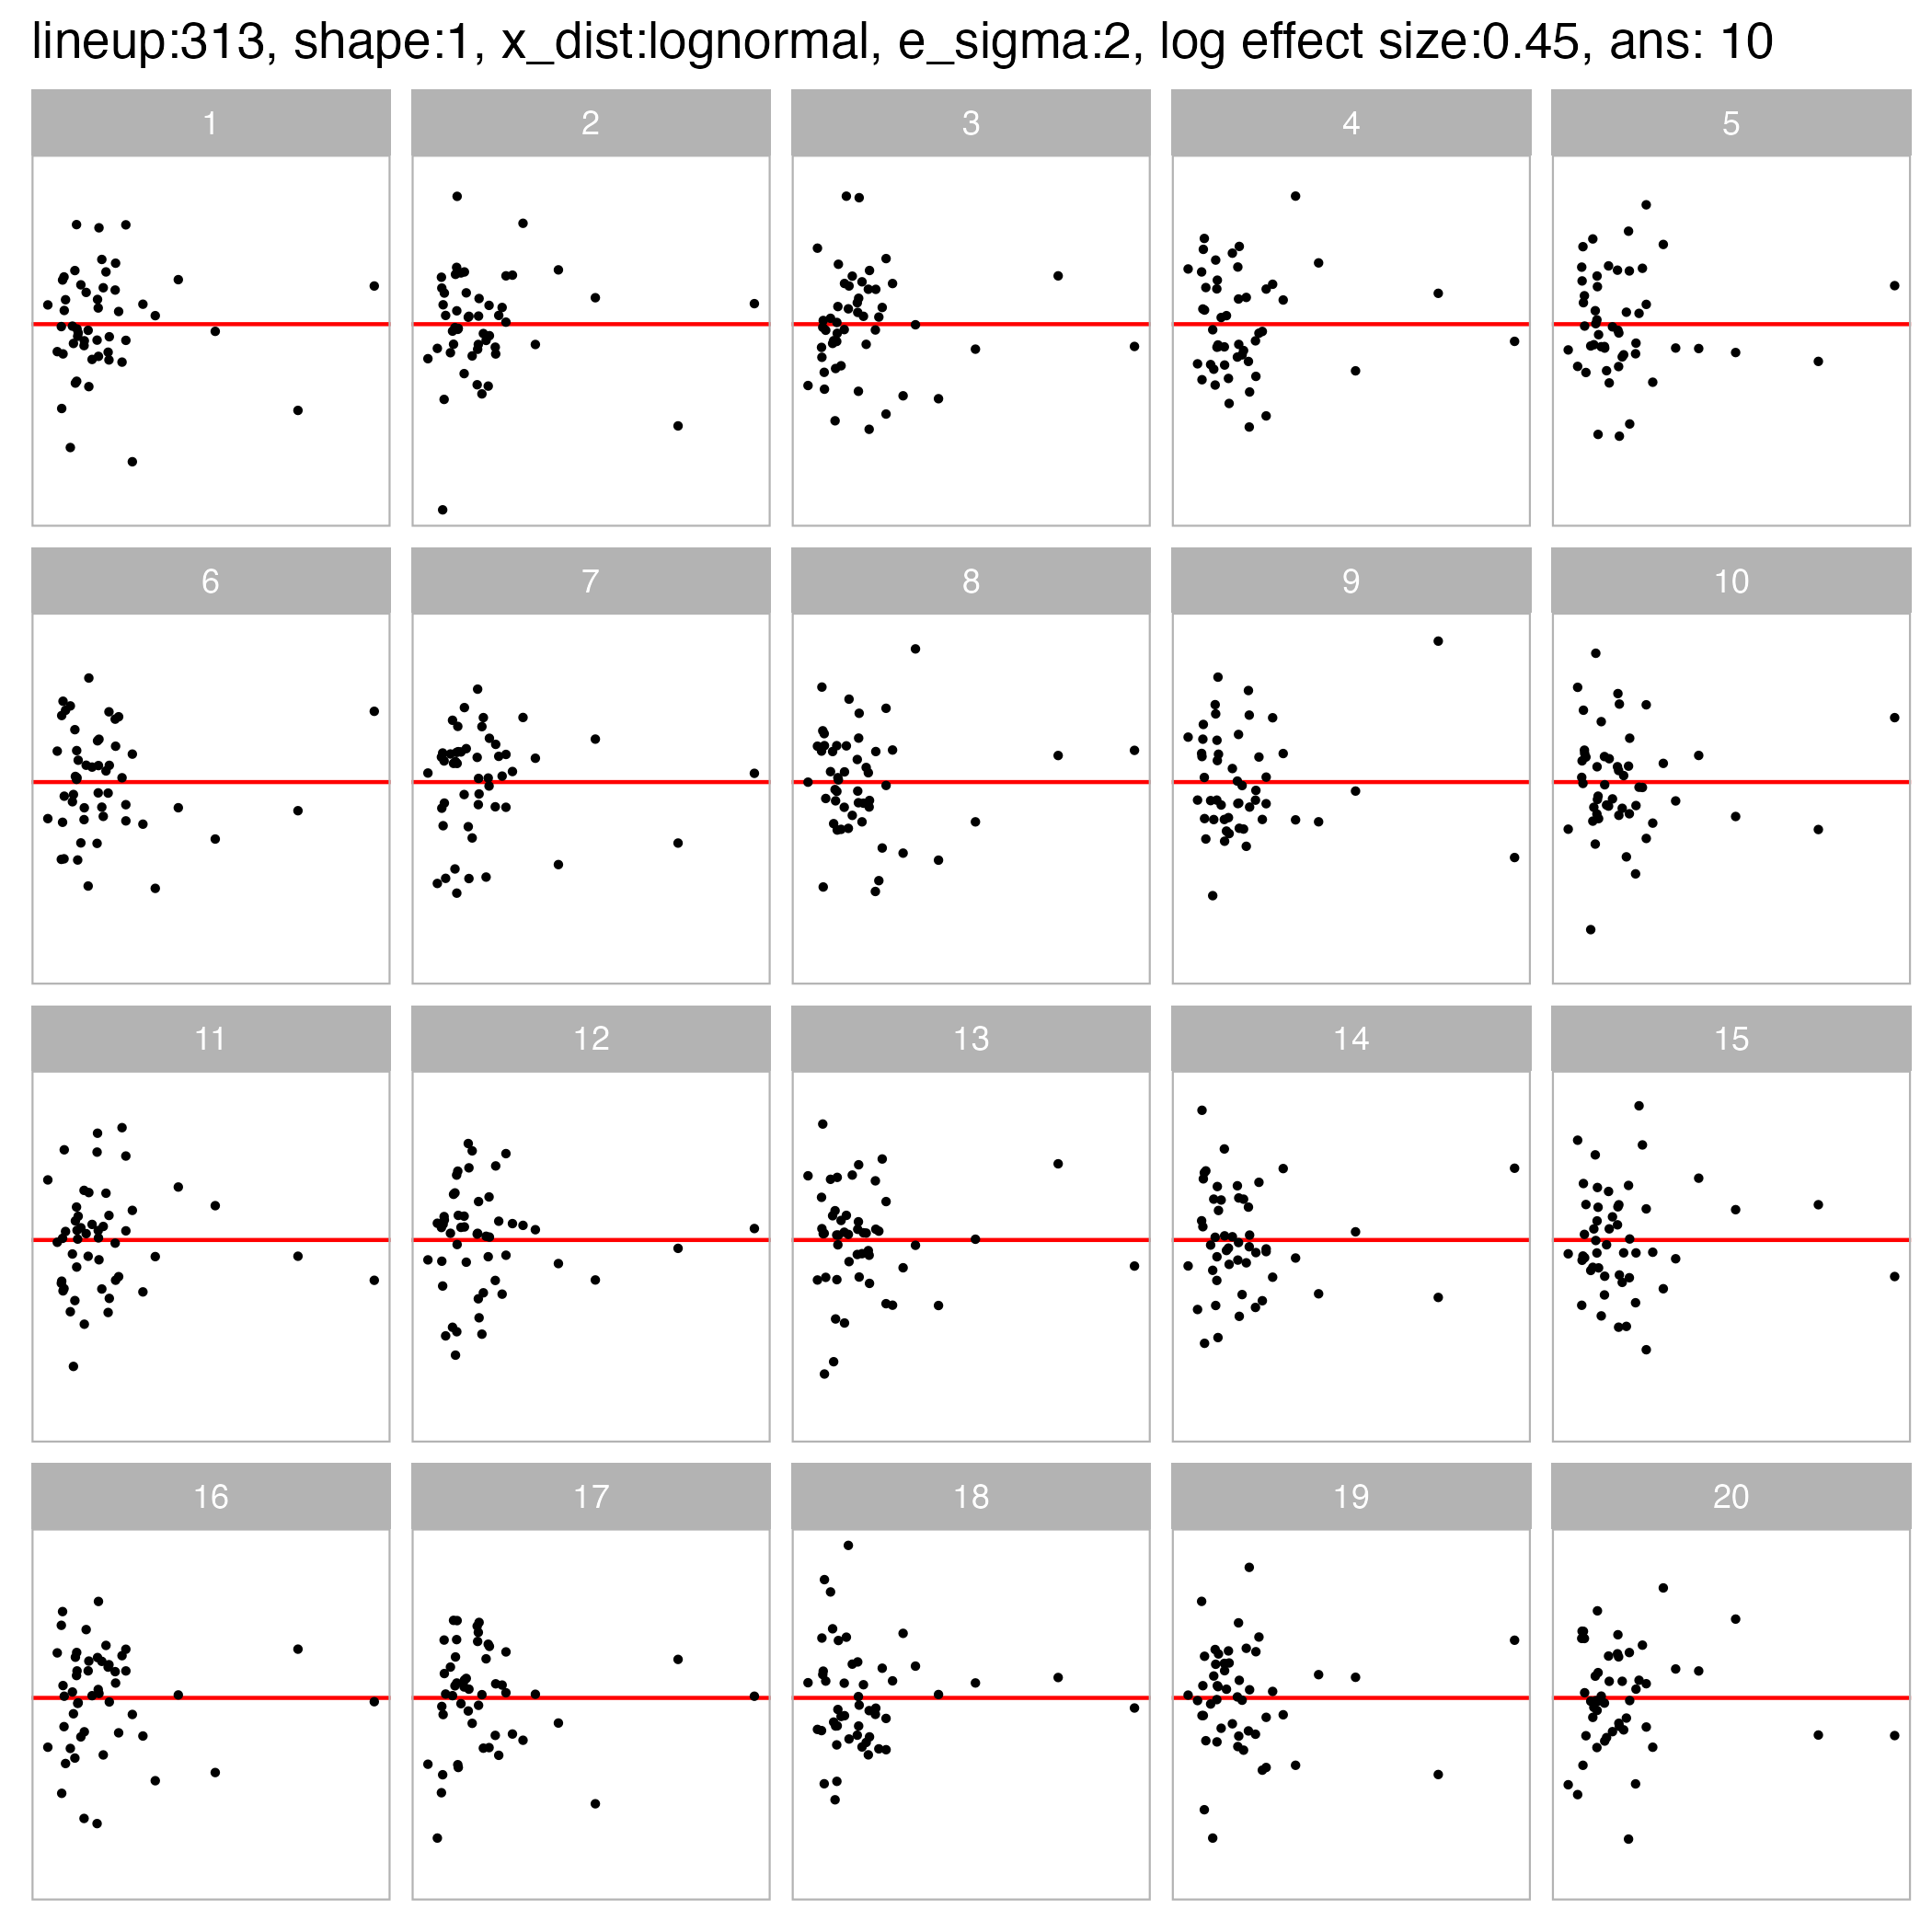 lineup:313, shape:1, x_dist:lognormal, e_sigma:2, log effect size:0.45, ans: 10
1 2 3 4 5
6 7 8 9 10
11 12 13 14 15
16 17 18 19 20